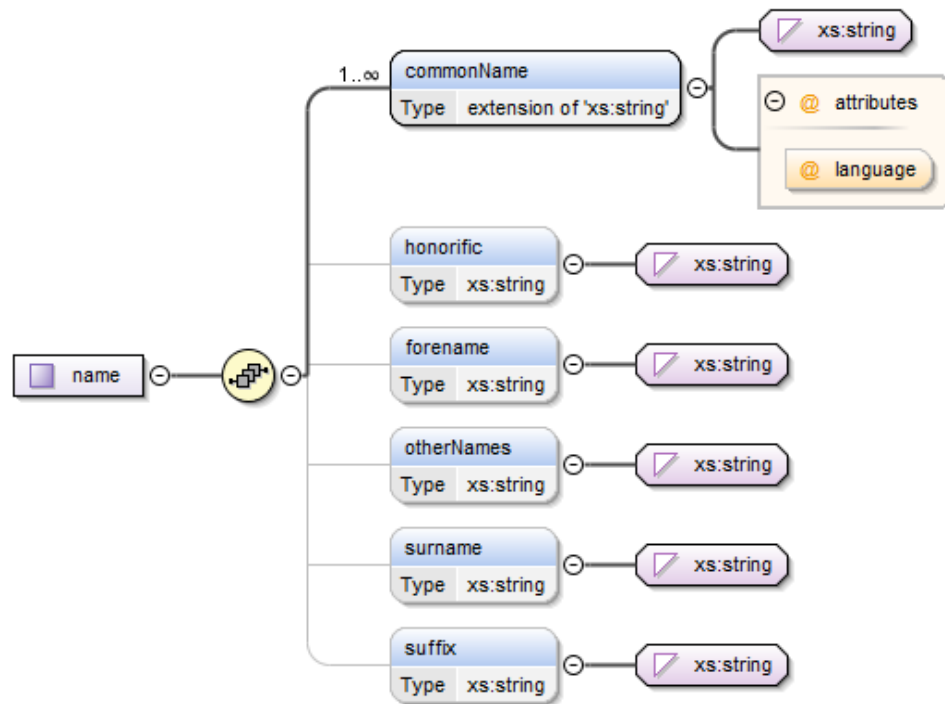 xs:string
1..∞
commonName
Type extension of 'xs:string'
@ attributes
@ language
honorific
Type xs:string
xs:string
forename
Type xs:string
xs:string
name
otherNames
Type xs:string
xs:string
surname
Type xs:string
xs:string
suffix
Type xs:string
xs:string